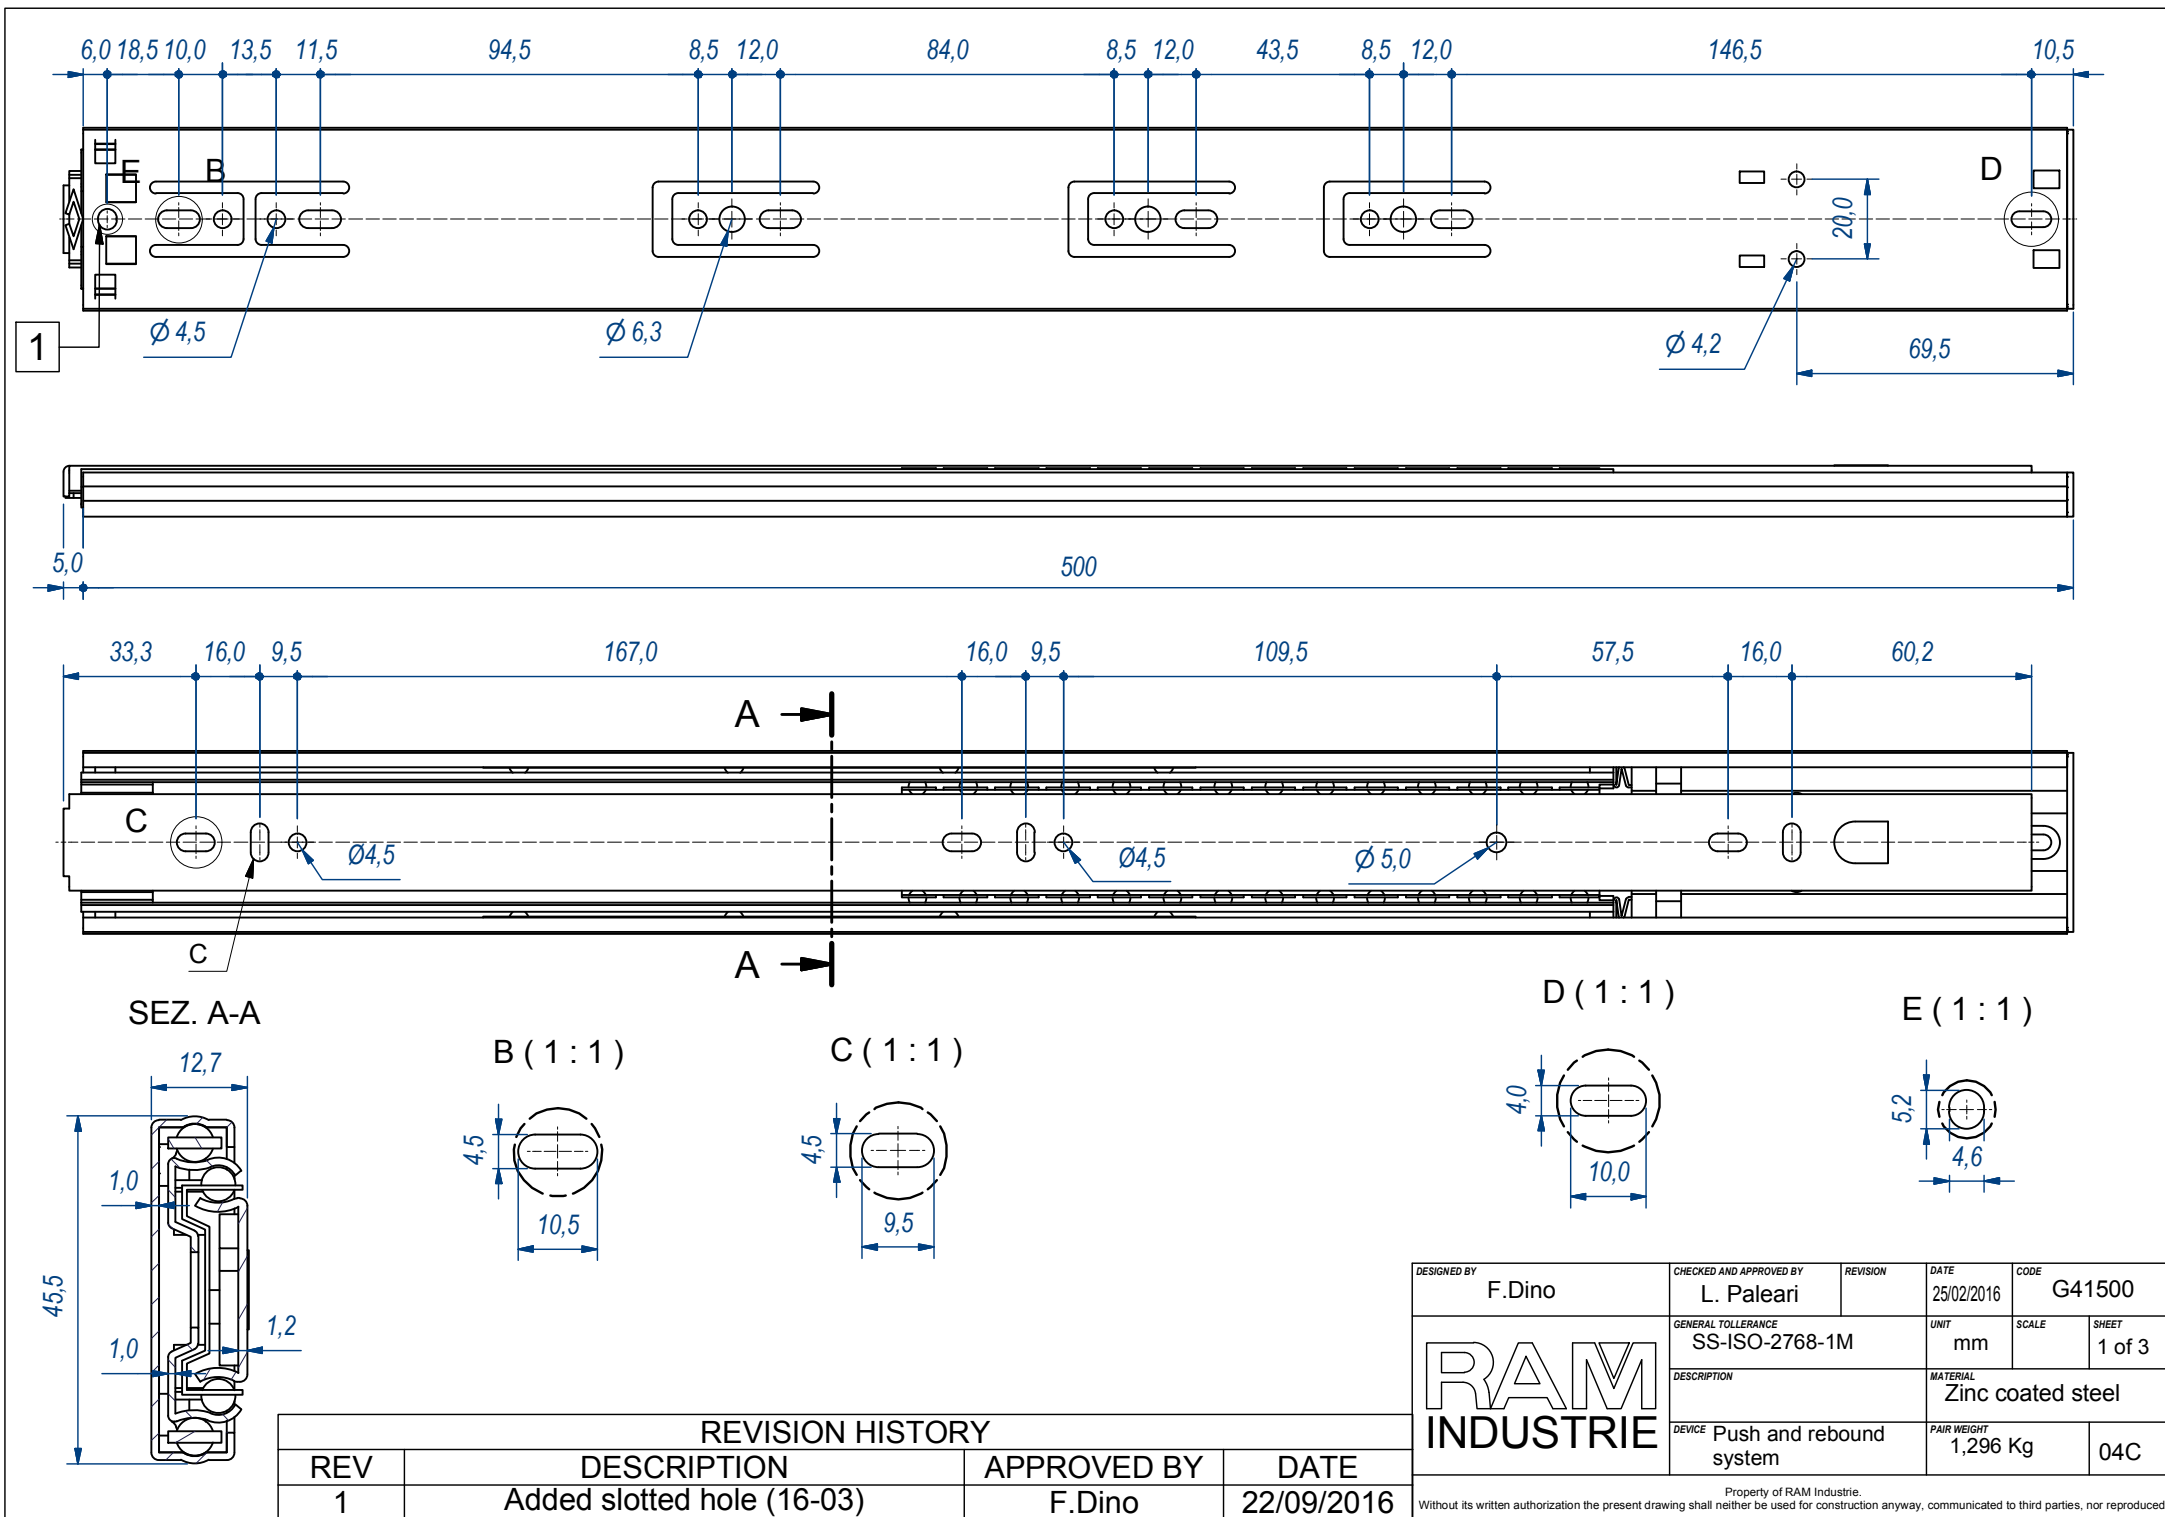 6,0 18,5 10,0 13,5 11,5 94,5 8,5 12,0 84,0 8,5 12,0 43,5 8,5 12,0 146,5 10,5
E B D
20,0
1
Ø 4,5
Ø 6,3
Ø 4,2
69,5
5,0
500
33,3 16,0 9,5 167,0 16,0 9,5 109,5 57,5 16,0 60,2
A
C
Ø4,5
Ø4,5
Ø 5,0
C
A
SEZ. A-A
12,7
1,0
45,5
1,2
1,0
B ( 1 : 1 )
4,5
10,5
C ( 1 : 1 )
4,5
9,5
D ( 1 : 1 )
4,0
10,0
E ( 1 : 1 )
5,2
4,6
DESIGNED BY
F.Dino
CHECKED AND APPROVED BY
L. Paleari
REVISION
DATE
25/02/2016
CODE
G41500
RAM
INDUSTRIE
GENERAL TOLLERANCE
SS-ISO-2768-1M
UNIT
mm
SCALE
SHEET
1 of 3
DESCRIPTION
MATERIAL
Zinc coated steel
DEVICE Push and rebound
system
PAIR WEIGHT
1,296 Kg
04C
Property of RAM Industrie.
Without its written authorization the present drawing shall neither be used for construction anyway, communicated to third parties, nor reproduced
REVISION HISTORY
REV DESCRIPTION APPROVED BY DATE
1 Added slotted hole (16-03) F.Dino 22/09/2016